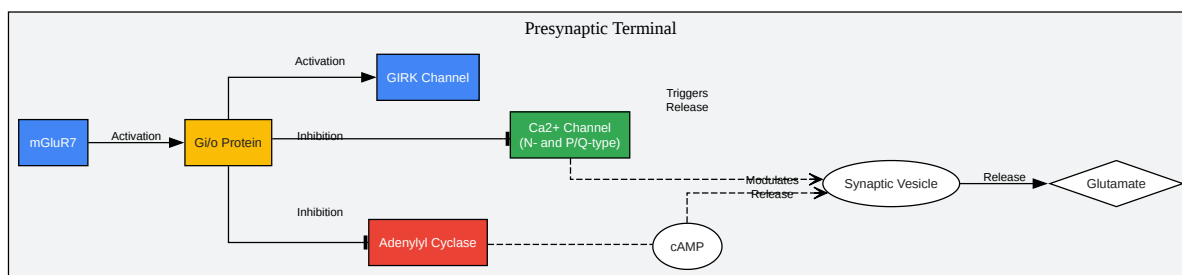 Presynaptic Terminal
Activation
GIRK Channel
Triggers
Release
mGluR7
Activation
Gi/o Protein
Inhibition
Ca2+ Channel
(N- and P/Q-type)
Modulates
Release
Synaptic Vesicle
Release
Glutamate
Inhibition
Adenylyl Cyclase
cAMP